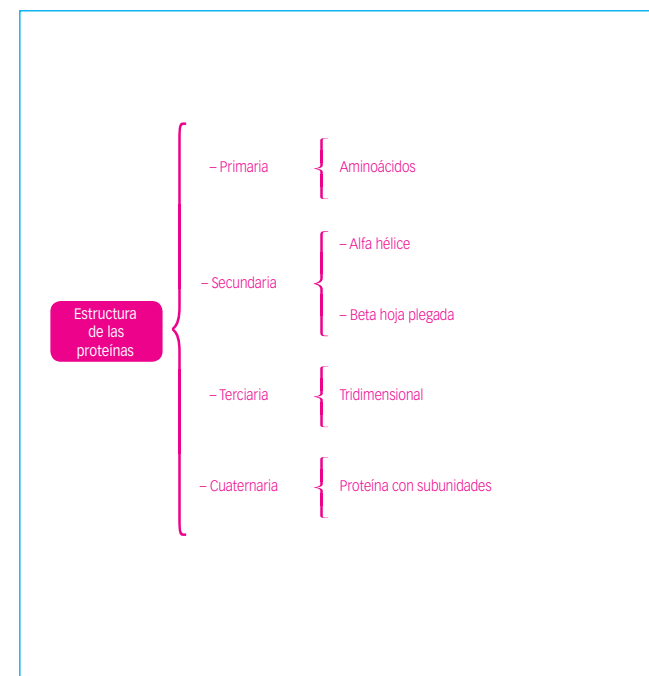 Estructura
de las
proteínas
– Primaria
Aminoácidos
– Secundaria
– Alfa hélice
– Beta hoja plegada
– Terciaria
Tridimensional
– Cuaternaria
Proteína con subunidades